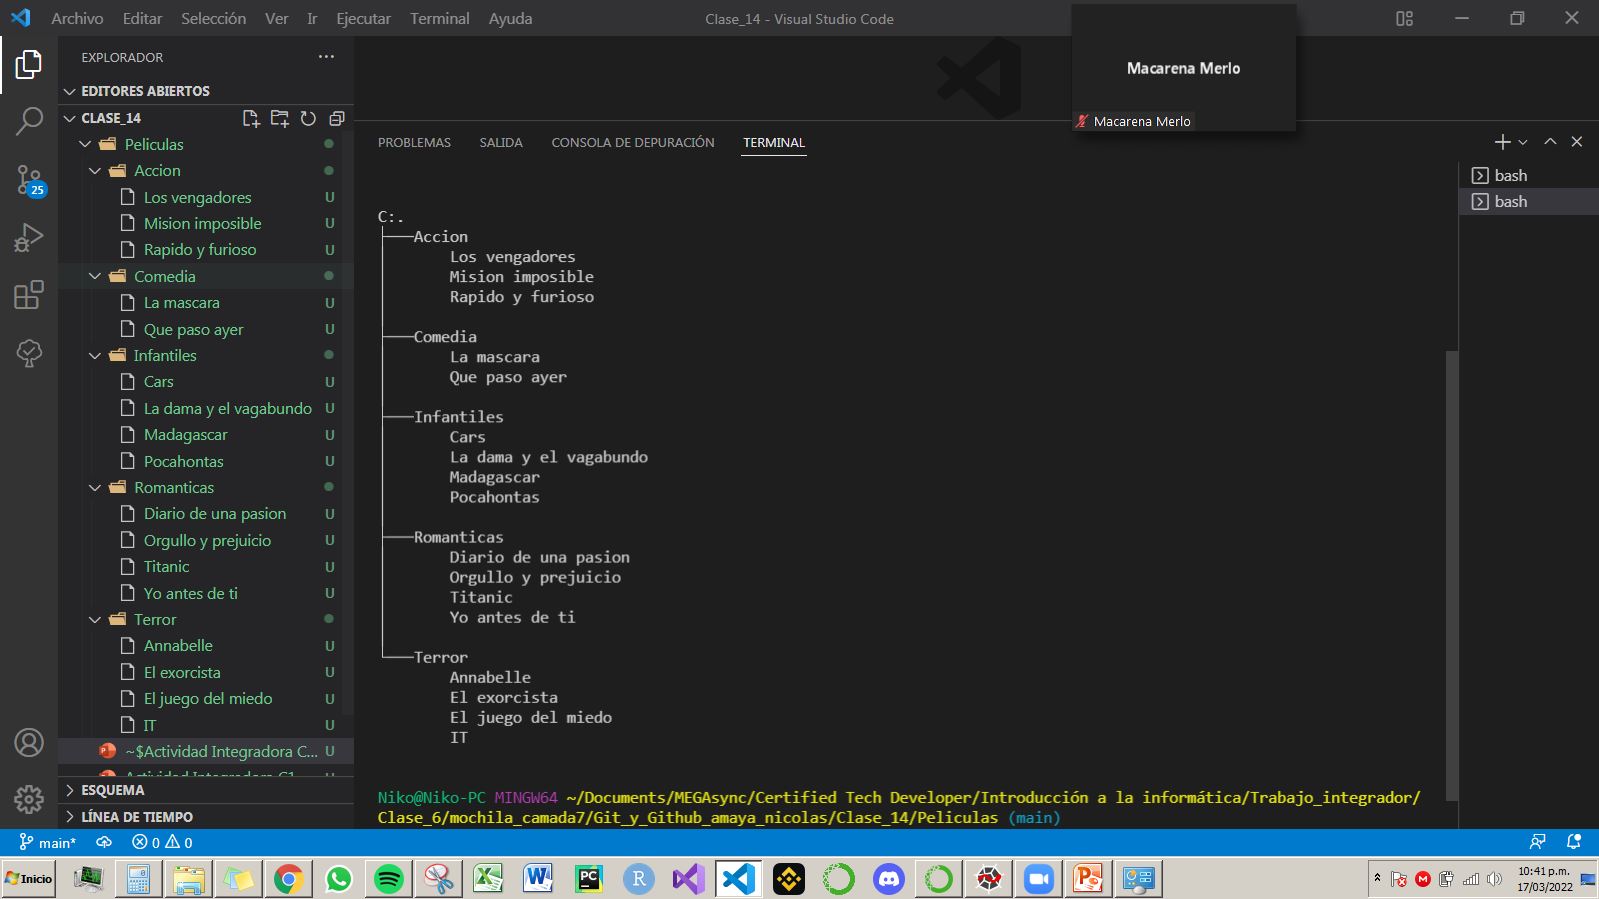 Archivo Editar Selección Ver Ir Ejecutar Terminal Ayuda
Clase_14 - Visual Studio Code
Macarena Merlo
Macarena Merlo
EXPLORADOR
EDITORES ABIERTOS
CLASE_14
Peliculas
Accion
Los vengadores U
Mision imposible U
Rapido y furioso U
Comedia
La mascara U
Que paso ayer U
Infantiles
Cars U
La dama y el vagabundo U
Madagascar U
Pocahontas U
Romanticas
Diario de una pasion U
Orgullo y prejuicio U
Titanic U
Yo antes de ti U
Terror
Annabelle U
El exorcista U
El juego del miedo U
IT U
~$Actividad Integradora C... U
Actividad Integradora C1
ESQUEMA
LÍNEA DE TIEMPO
25
PROBLEMAS SALIDA CONSOLA DE DEPURACIÓN TERMINAL
bash
bash
C:.
Accion
Los vengadores
Mision imposible
Rapido y furioso
Comedia
La mascara
Que paso ayer
Infantiles
Cars
La dama y el vagabundo
Madagascar
Pocahontas
Romanticas
Diario de una pasion
Orgullo y prejuicio
Titanic
Yo antes de ti
Terror
Annabelle
El exorcista
El juego del miedo
IT
Niko@Niko-PC MINGW64 ~/Documents/MEGAsync/Certified Tech Developer/Introducción a la informática/Trabajo_integrador/
Clase_6/mochila_camada7/Git_y_Github_amaya_nicolas/Clase_14/Peliculas (main)
main* 0 0
Inicio
10:41 p.m.
17/03/2022